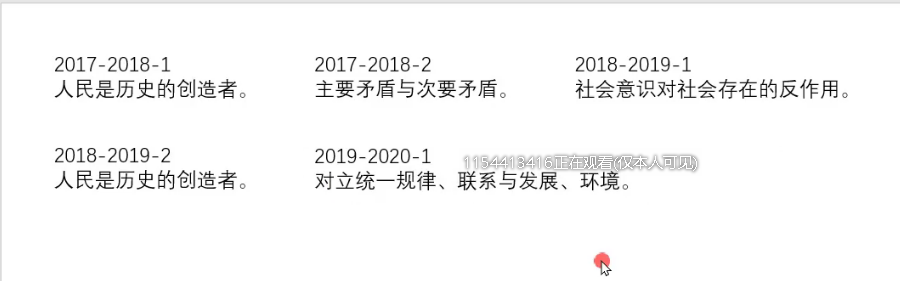 2017-2018-1
人民是历史的创造者。
2017-2018-2
主要矛盾与次要矛盾。
2018-2019-1
社会意识对社会存在的反作用。
2018-2019-2
人民是历史的创造者。
2019-2020-1
对立统一规律、联系与发展、环境。
1154413416正在观看(仅本人可见)